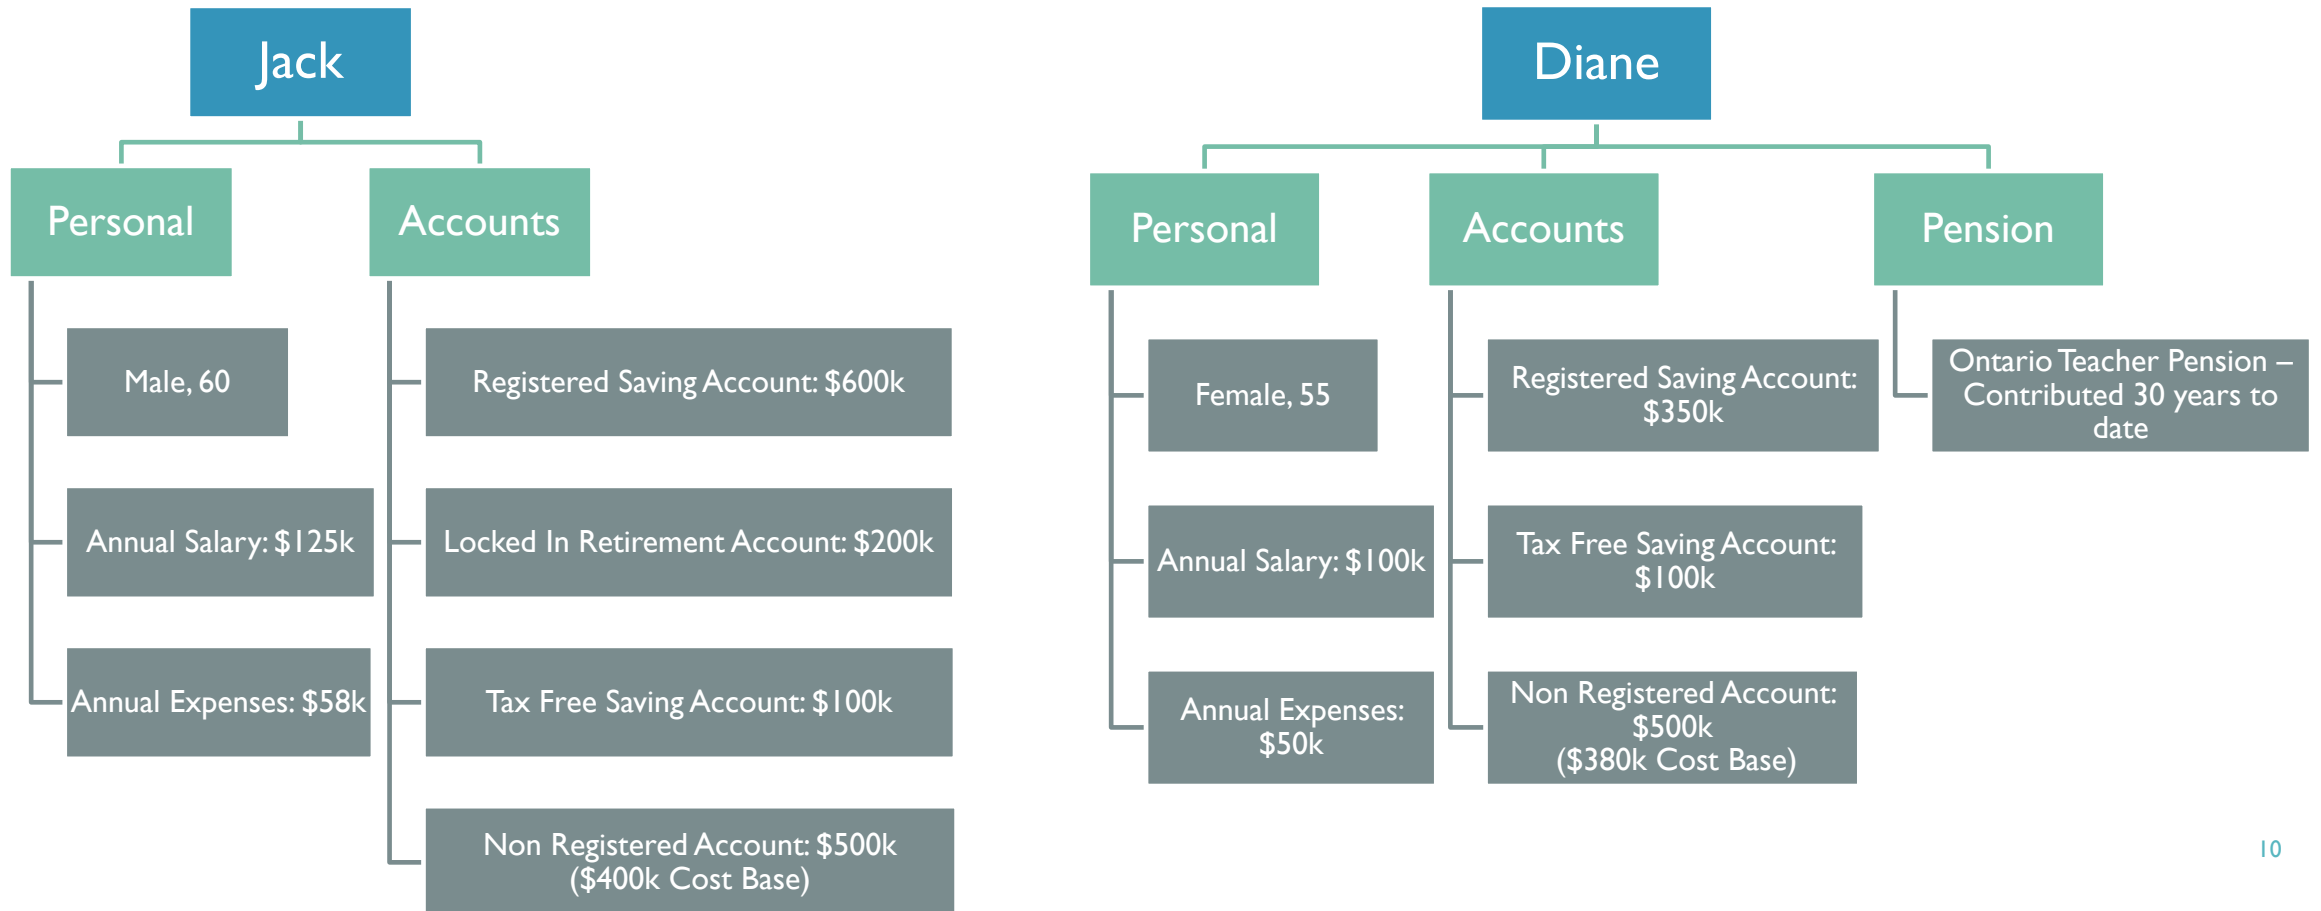 Jack
Personal
Accounts
Male, 60
Annual Salary: $125k
Annual Expenses: $58k
Registered Saving Account: $600k
Locked In Retirement Account: $200k
Tax Free Saving Account: $100k
Non Registered Account: $500k
($400k Cost Base)
Diane
Personal
Accounts
Pension
Female, 55
Annual Salary: $100k
Annual Expenses:
$50k
Registered Saving Account:
$350k
Tax Free Saving Account:
$100k
Non Registered Account:
$500k
($380k Cost Base)
Ontario Teacher Pension –
Contributed 30 years to
date
10